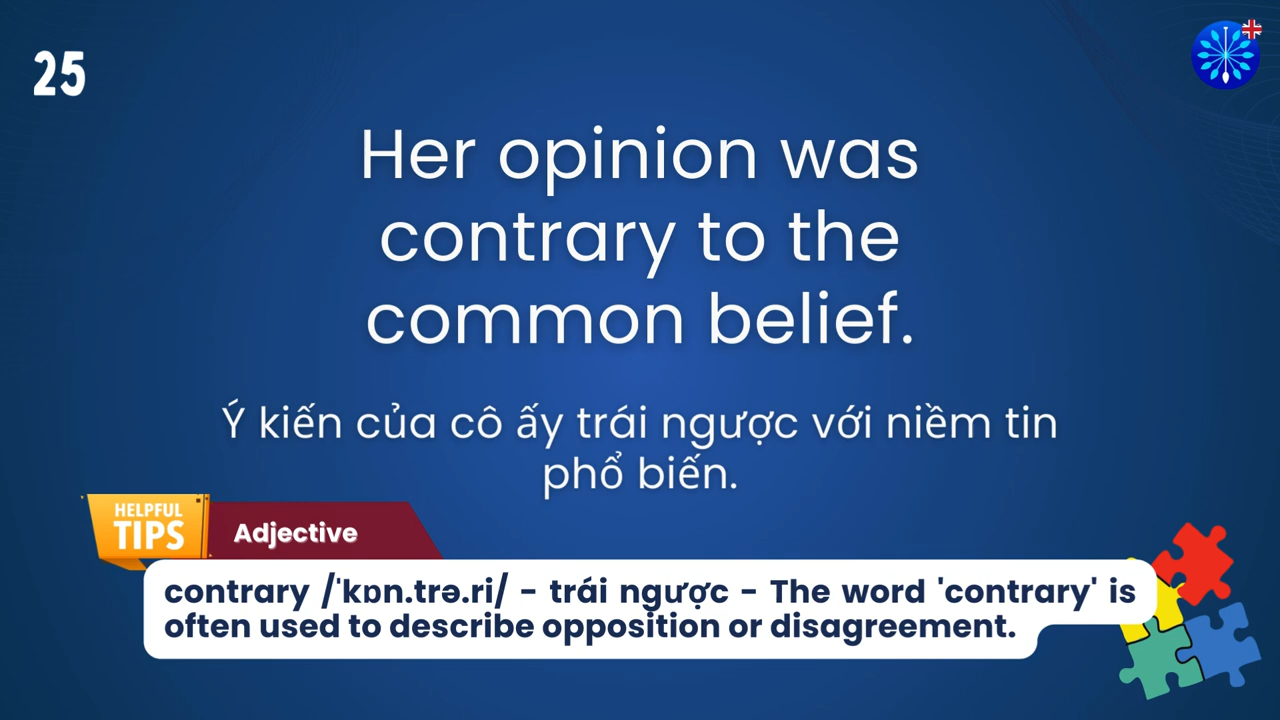 25
Her opinion was
contrary to the
common belief.
Ý kiến của cô ấy trái ngược với niềm tin
phổ biến.
HELPFUL
TIPS
Adjective
contrary /ˈkɒn.trə.ri/ - trái ngược - The word 'contrary' is
often used to describe opposition or disagreement.